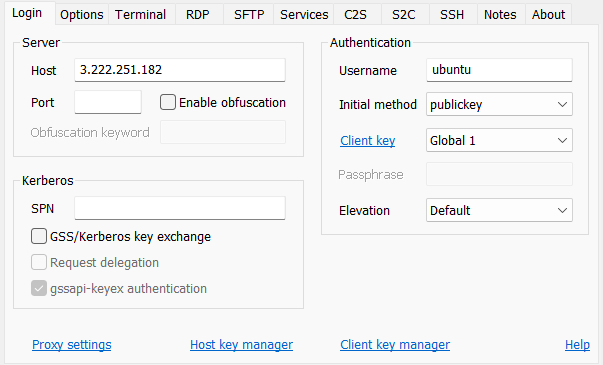 Login Options Terminal RDP SFTP Services C2S S2C SSH Notes About
Server
Host 3.222.251.182
Port Enable obfuscation
Obfuscation keyword
Kerberos
SPN
GSS/Kerberos key exchange
Request delegation
gssapi-keyex authentication
Authentication
Username ubuntu
Initial method publickey
Client key Global 1
Passphrase
Elevation Default
Proxy settings Host key manager Client key manager Help